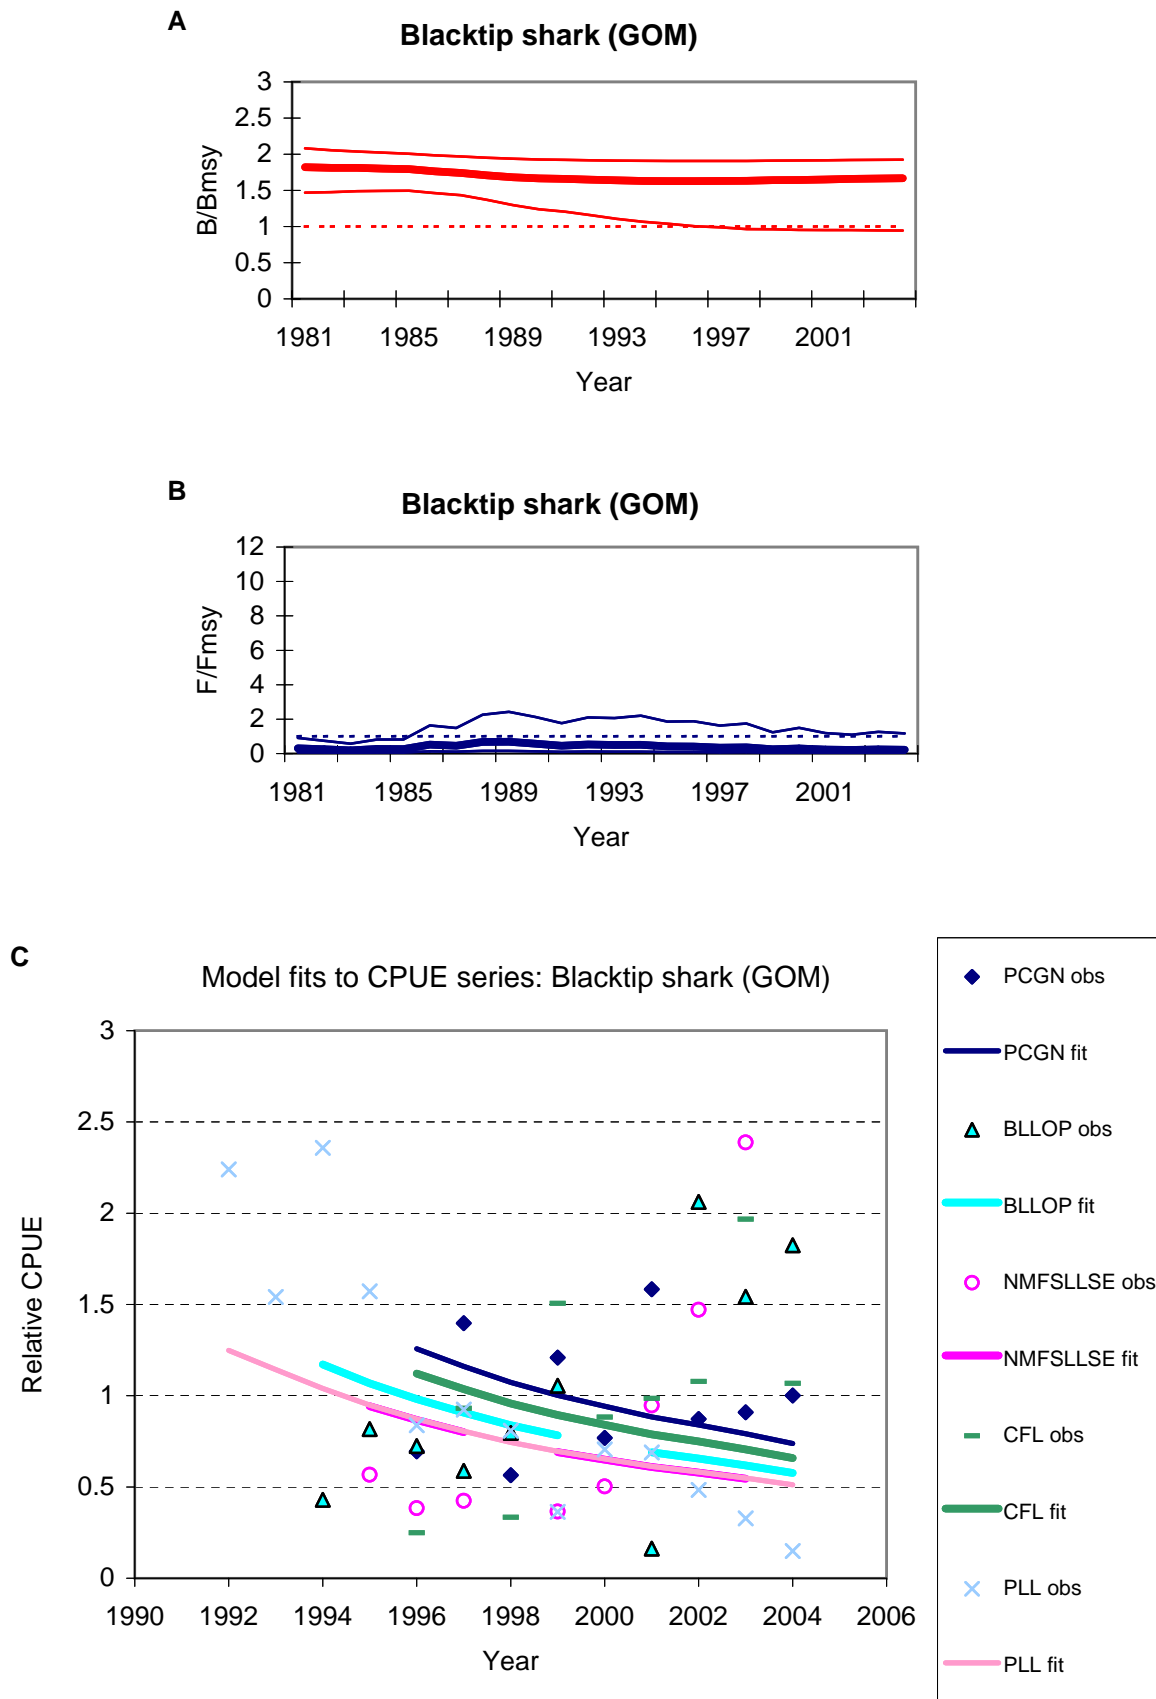 A
Blacktip shark (GOM)
3
2.5
2
1.5
1
0.5
0
B/Bmsy
1981 1985 1989 1993 1997 2001
Year
B
Blacktip shark (GOM)
12
10
8
6
4
2
0
F/Fmsy
1981 1985 1989 1993 1997 2001
Year
C
Model fits to CPUE series: Blacktip shark (GOM)
3
2.5
2
1.5
1
0.5
0
Relative CPUE
1990 1992 1994 1996 1998 2000 2002 2004 2006
Year
PCGN obs
PCGN fit
BLLOP obs
BLLOP fit
NMFSLLSE obs
NMFSLLSE fit
CFL obs
CFL fit
PLL obs
PLL fit